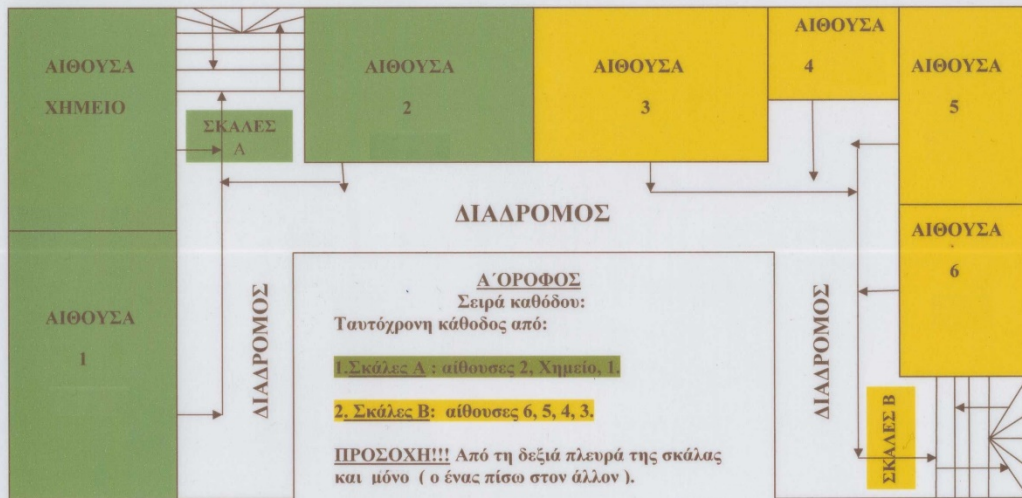 ΑΙΘΟΥΣΑ
ΧΗΜΕΙΟ
ΣΚΑΛΕΣ
Α
ΑΙΘΟΥΣΑ
2
ΑΙΘΟΥΣΑ
3
ΑΙΘΟΥΣΑ
4
ΑΙΘΟΥΣΑ
5
ΔΙΑΔΡΟΜΟΣ
ΑΙΘΟΥΣΑ
6
ΑΙΘΟΥΣΑ
1
ΔΙΑΔΡΟΜΟΣ
Α΄ΟΡΟΦΟΣ
Σειρά καθόδου:
Ταυτόχρονη κάθοδος από:
1.Σκάλες Α : αίθουσες 2, Χημείο, 1.
2. Σκάλες Β: αίθουσες 6, 5, 4, 3.
ΠΡΟΣΟΧΗ!!! Από τη δεξιά πλευρά της σκάλας
και μόνο ( ο ένας πίσω στον άλλον ).
ΔΙΑΔΡΟΜΟΣ
ΣΚΑΛΕΣ Β